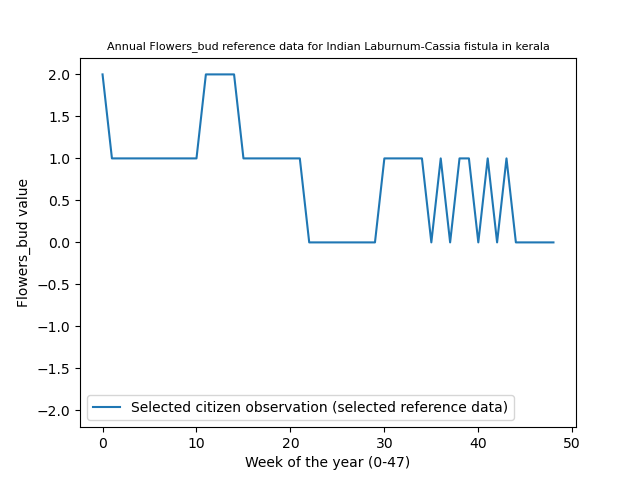 Annual Flowers_bud reference data for Indian Laburnum-Cassia fistula in kerala
2.0
1.5
1.0
0.5
0.0
−0.5
−1.0
−1.5
−2.0
Flowers_bud value
Selected citizen observation (selected reference data)
0 10 20 30 40 50
Week of the year (0-47)